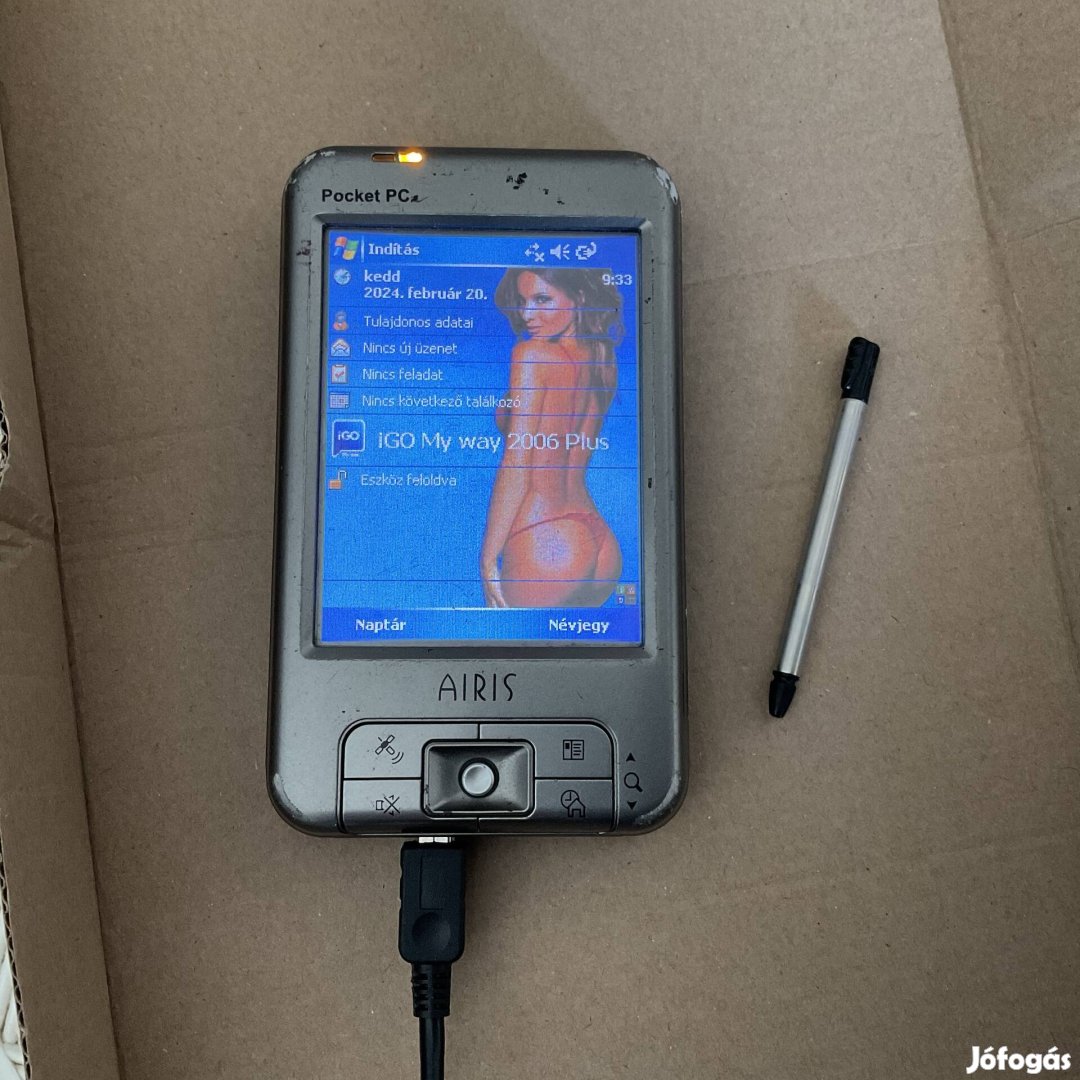 Pocket PC
Indítás
kedd
9:33
2024. február 20.
Tulajdonos adatai
Nincs új üzenet
Nincs feladat
Nincs következő találkozó
iGO
iGO My way 2006 Plus
Eszköz feloldva
Naptár
Névjegy
AIRIS
Jófogás